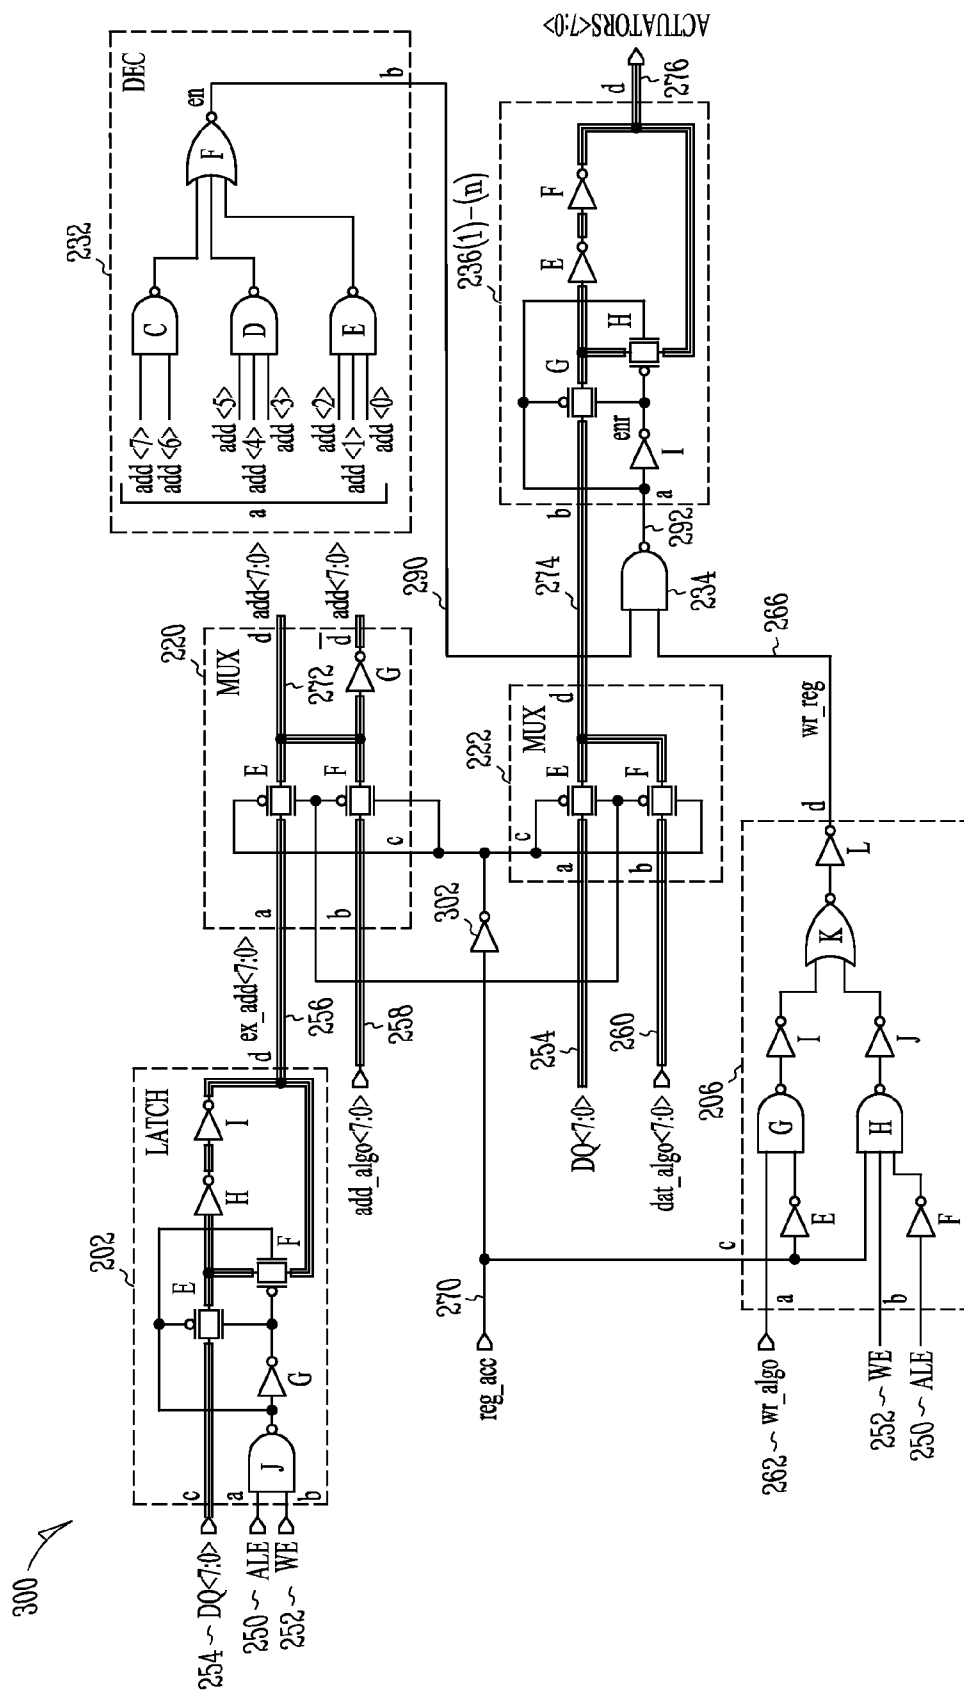 300
254 DQ<7:0>
250 ALE
252 WE
202
LATCH
c
a
b
J
G
E
F
H
I
d
ex_add<7:0>
256
add_algo<7:0>
258
220
MUX
a
b
c
E
F
G
272
d
d̅
add<7:0>
add<7:0>
232
DEC
a
add <7>
add <6>
add <5>
add <4>
add <3>
add <2>
add <1>
add <0>
C
D
E
F
en
b
290
reg_acc
270
302
DQ<7:0>
254
dat_algo<7:0>
260
222
MUX
a
b
c
E
F
d
274
234
292
236(1)-(n)
b
a
I
enr
G
H
E
F
d
276
ACTUATORS<7:0>
262 wr_algo
252 WE
250 ALE
206
a
b
c
E
F
G
H
I
J
K
L
d
wr_reg
266